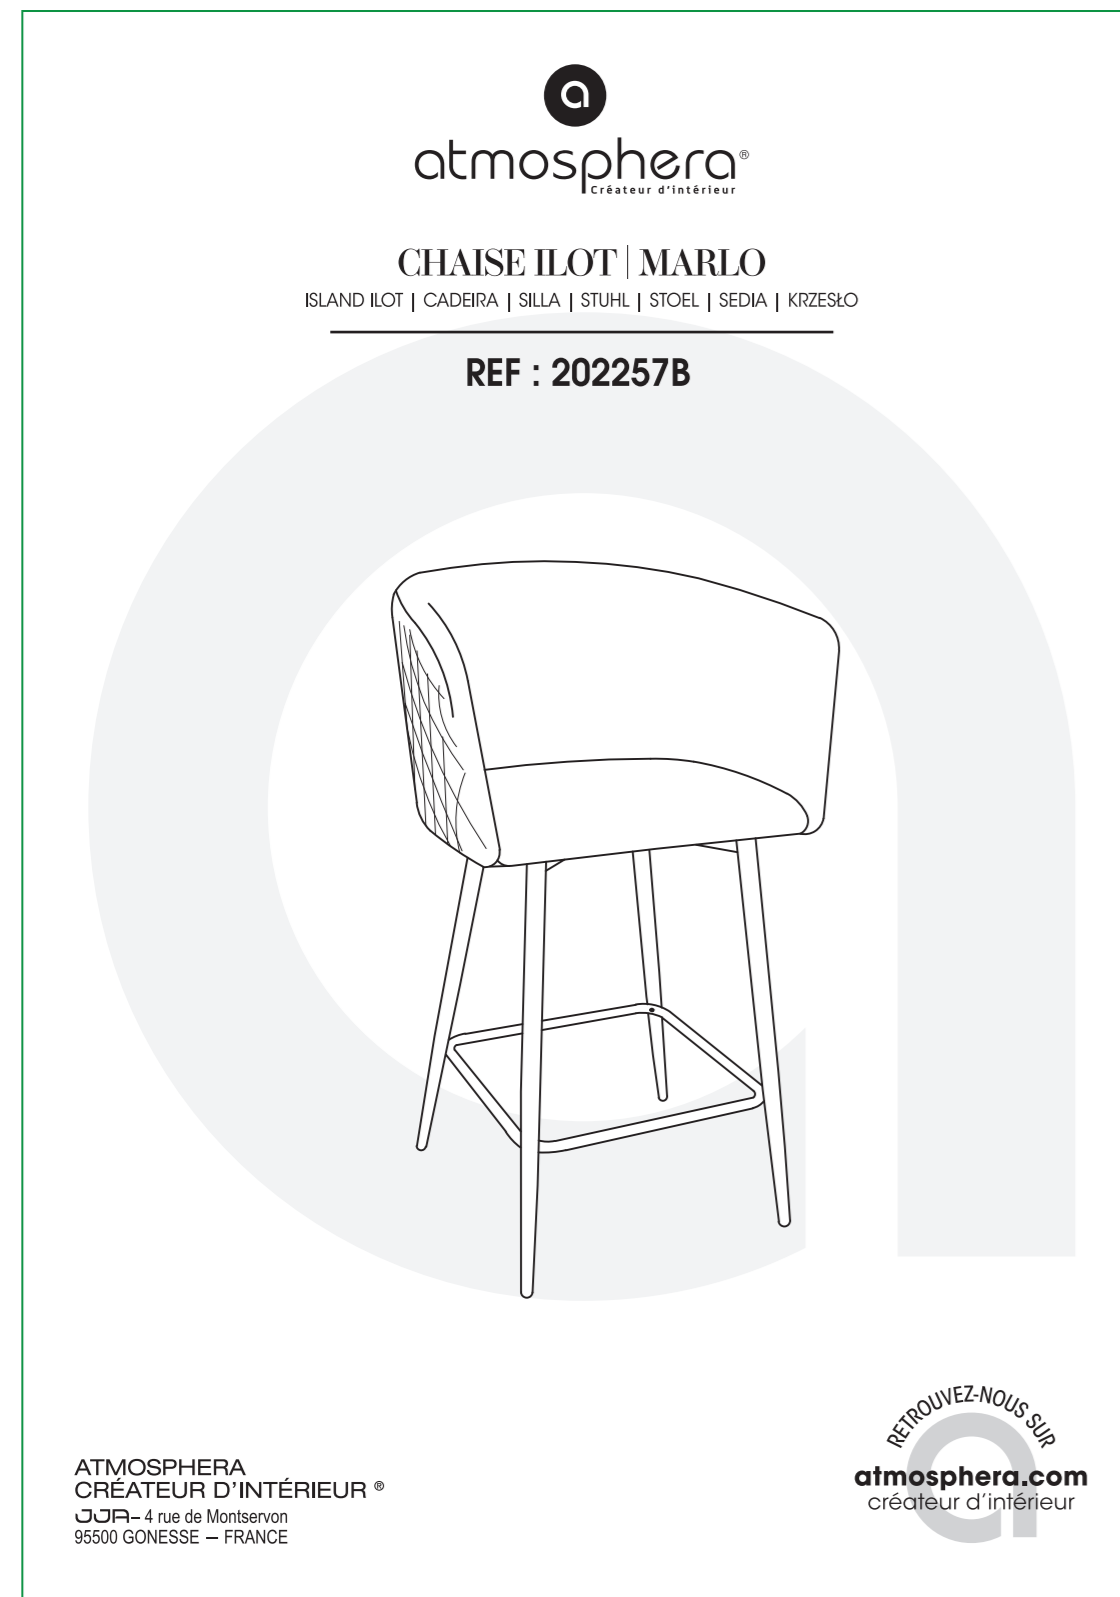 a
atmosphera®
Créateur d'intérieur
CHAISE ILOT | MARLO
ISLAND ILOT | CADEIRA | SILLA | STUHL | STOEL | SEDIA | KRZESŁO
REF : 202257B
ATMOSPHERA
CRÉATEUR D'INTÉRIEUR ®
JJA – 4 rue de Montservon
95500 GONESSE – FRANCE
RETROUVEZ-NOUS SUR
atmosphera.com
créateur d'intérieur